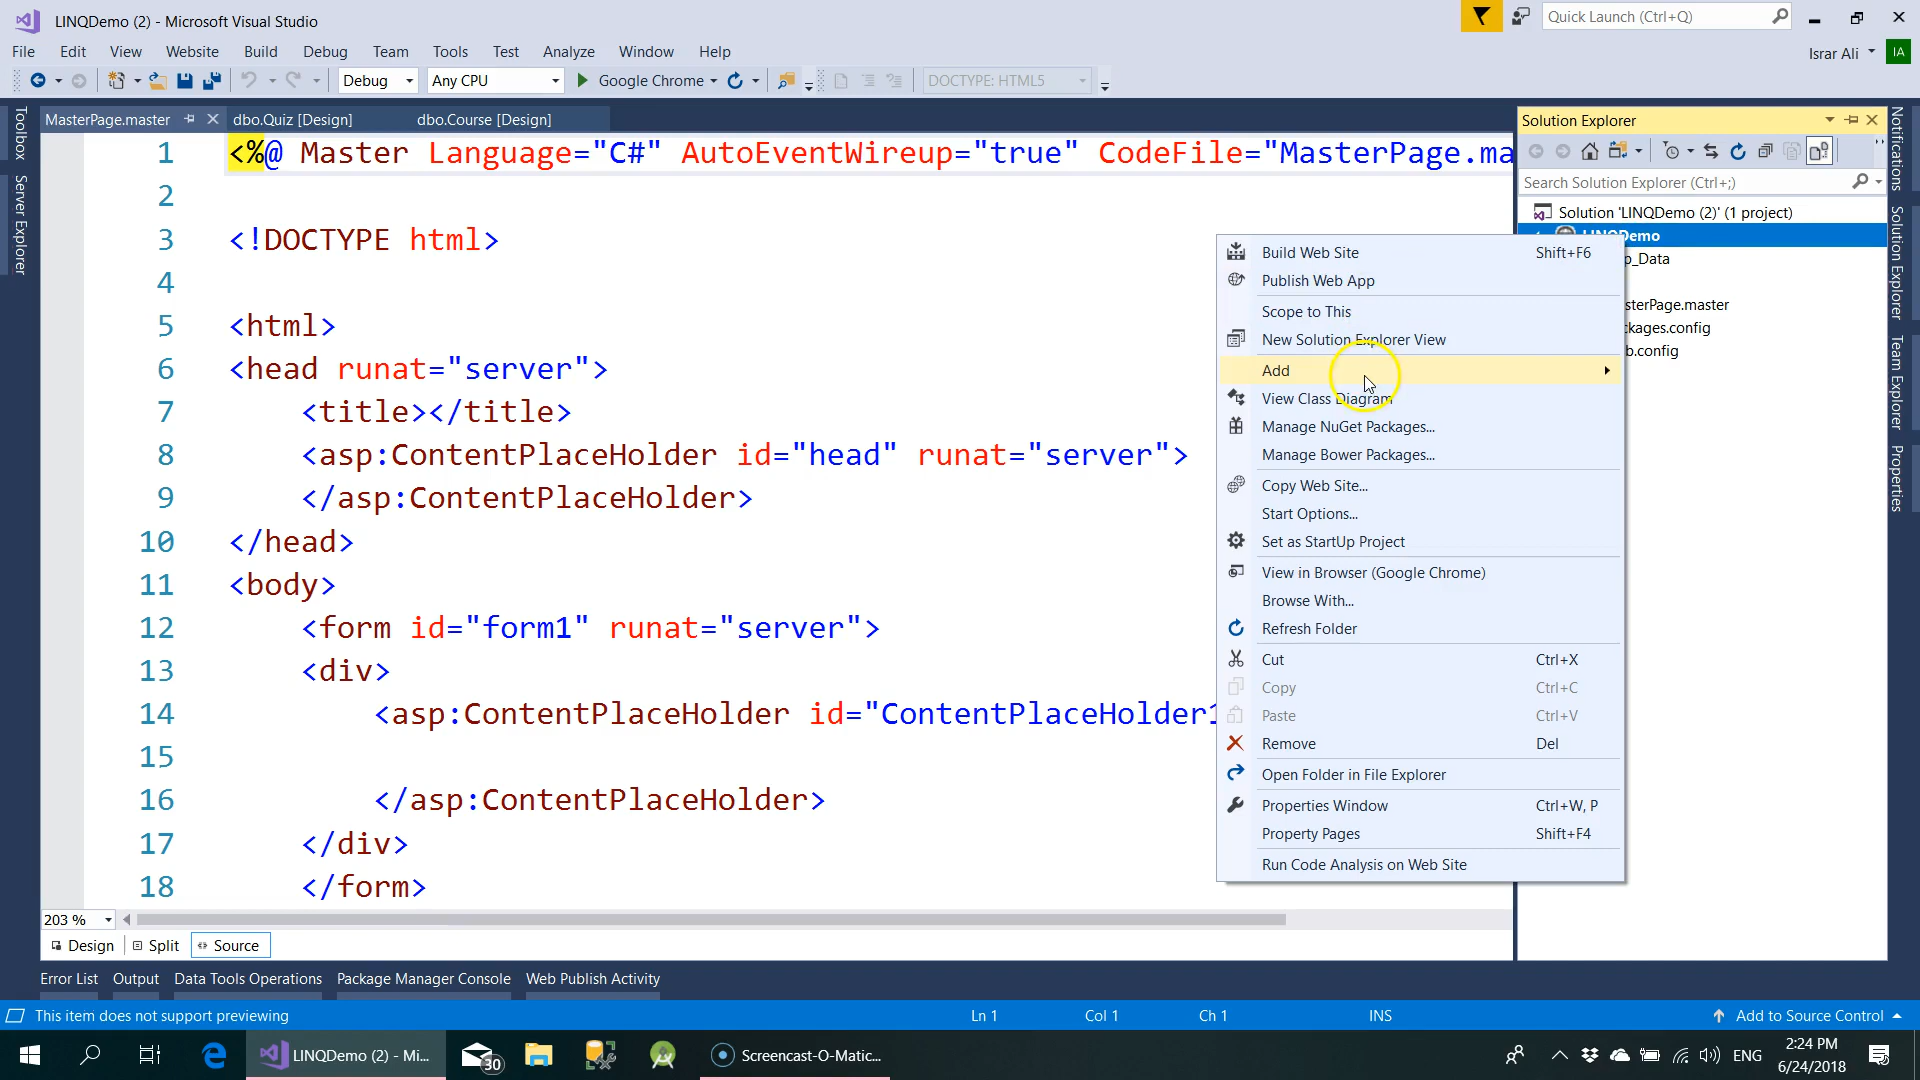 LINQDemo (2) - Microsoft Visual Studio
Quick Launch (Ctrl+Q)
File Edit View Website Build Debug Team Tools Test Analyze Window Help
Israr Ali IA
Debug Any CPU Google Chrome DOCTYPE: HTML5
Toolbox
Server Explorer
MasterPage.master dbo.Quiz [Design] dbo.Course [Design]
1 <%@ Master Language="C#" AutoEventWireup="true" CodeFile="MasterPage.ma
2
3 <!DOCTYPE html>
4
5 <html>
6 <head runat="server">
7 <title></title>
8 <asp:ContentPlaceHolder id="head" runat="server">
9 </asp:ContentPlaceHolder>
10 </head>
11 <body>
12 <form id="form1" runat="server">
13 <div>
14 <asp:ContentPlaceHolder id="ContentPlaceHolder1
15
16 </asp:ContentPlaceHolder>
17 </div>
18 </form>
203 %
Design Split Source
Build Web Site Shift+F6
Publish Web App
Scope to This
New Solution Explorer View
Add
View Class Diagram
Manage NuGet Packages...
Manage Bower Packages...
Copy Web Site...
Start Options...
Set as StartUp Project
View in Browser (Google Chrome)
Browse With...
Refresh Folder
Cut Ctrl+X
Copy Ctrl+C
Paste Ctrl+V
Remove Del
Open Folder in File Explorer
Properties Window Ctrl+W, P
Property Pages Shift+F4
Run Code Analysis on Web Site
Solution Explorer
Search Solution Explorer (Ctrl+;)
Solution 'LINQDemo (2)' (1 project)
LINQDemo
p_Data
sterPage.master
ckages.config
b.config
Notifications
Solution Explorer
Team Explorer
Properties
Error List Output Data Tools Operations Package Manager Console Web Publish Activity
This item does not support previewing Ln 1 Col 1 Ch 1 INS Add to Source Control
LINQDemo (2) - Mi... 30 Screencast-O-Matic... ENG 2:24 PM
6/24/2018